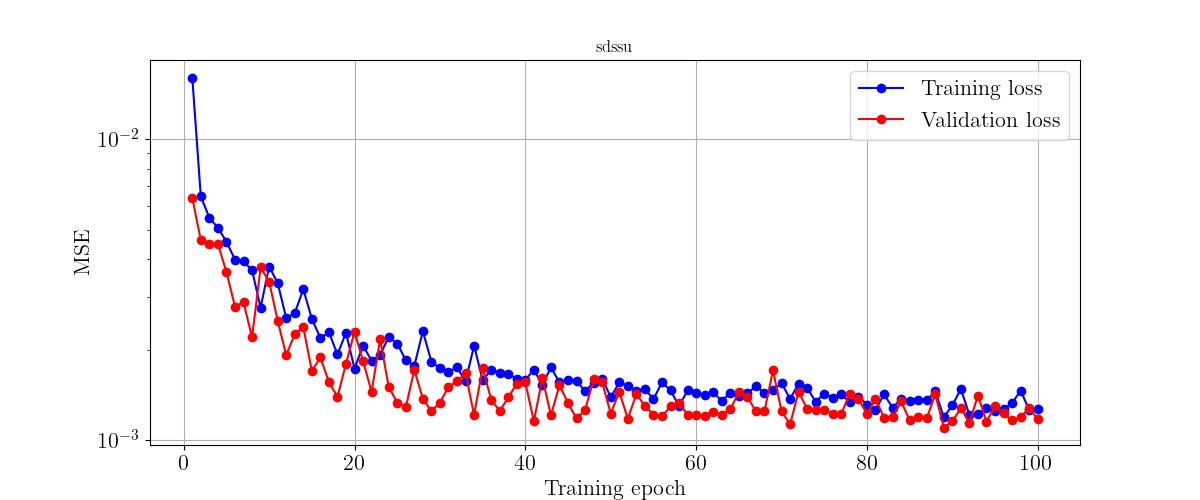 sdssu
Training loss
Validation loss
10⁻²
10⁻³
MSE
0 20 40 60 80 100
Training epoch